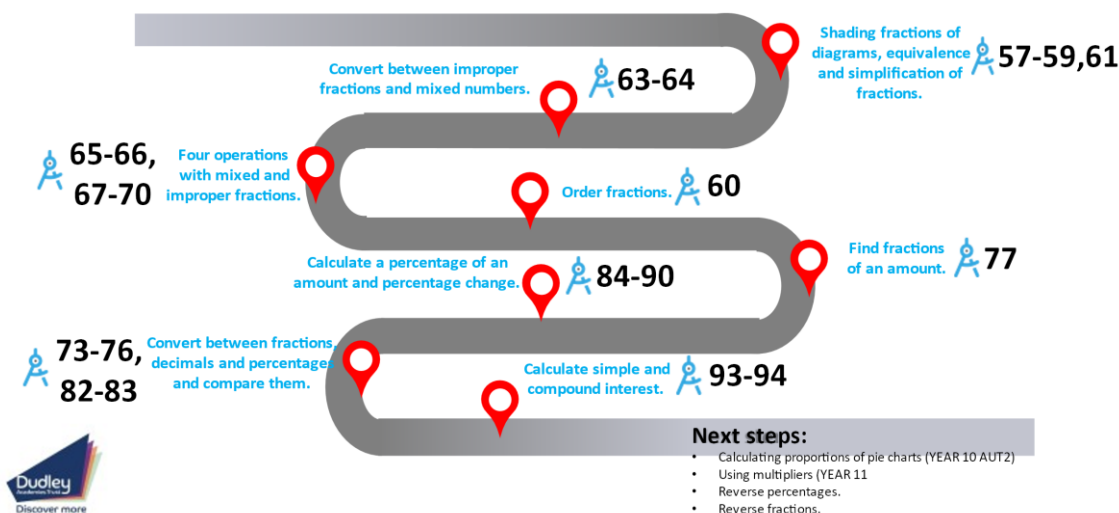 Shading fractions of
diagrams, equivalence
and simplification of
fractions.
57-59,61
Convert between improper
fractions and mixed numbers.
63-64
65-66,
67-70
Four operations
with mixed and
improper fractions.
Order fractions.
60
Find fractions
of an amount.
77
Calculate a percentage of an
amount and percentage change.
84-90
73-76,
82-83
Convert between fractions,
decimals and percentages
and compare them.
Calculate simple and
compound interest.
93-94
Next steps:
• Calculating proportions of pie charts (YEAR 10 AUT2)
• Using multipliers (YEAR 11
• Reverse percentages.
• Reverse fractions.
Dudley
Academies Trust
Discover more